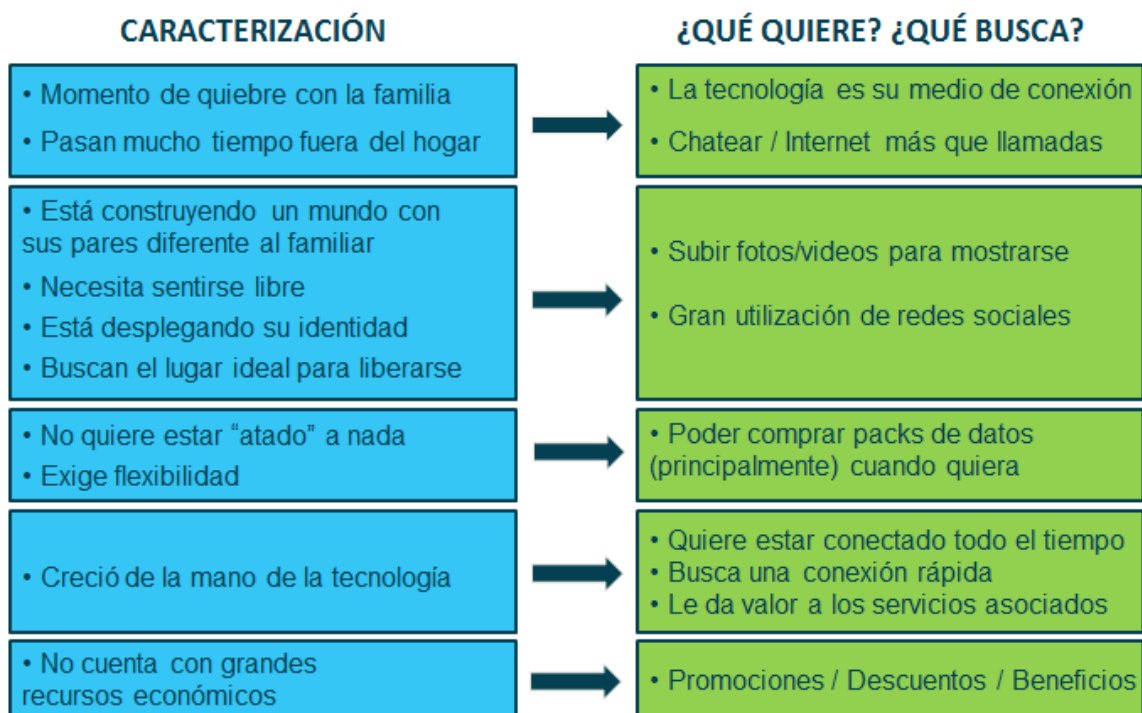 CARACTERIZACIÓN
¿QUÉ QUIERE? ¿QUÉ BUSCA?
• Momento de quiebre con la familia
• Pasan mucho tiempo fuera del hogar
• La tecnología es su medio de conexión
• Chatear / Internet más que llamadas
• Está construyendo un mundo con
sus pares diferente al familiar
• Necesita sentirse libre
• Está desplegando su identidad
• Buscan el lugar ideal para liberarse
• Subir fotos/videos para mostrarse
• Gran utilización de redes sociales
• No quiere estar “atado” a nada
• Exige flexibilidad
• Poder comprar packs de datos
(principalmente) cuando quiera
• Creció de la mano de la tecnología
• Quiere estar conectado todo el tiempo
• Busca una conexión rápida
• Le da valor a los servicios asociados
• No cuenta con grandes
recursos económicos
• Promociones / Descuentos / Beneficios